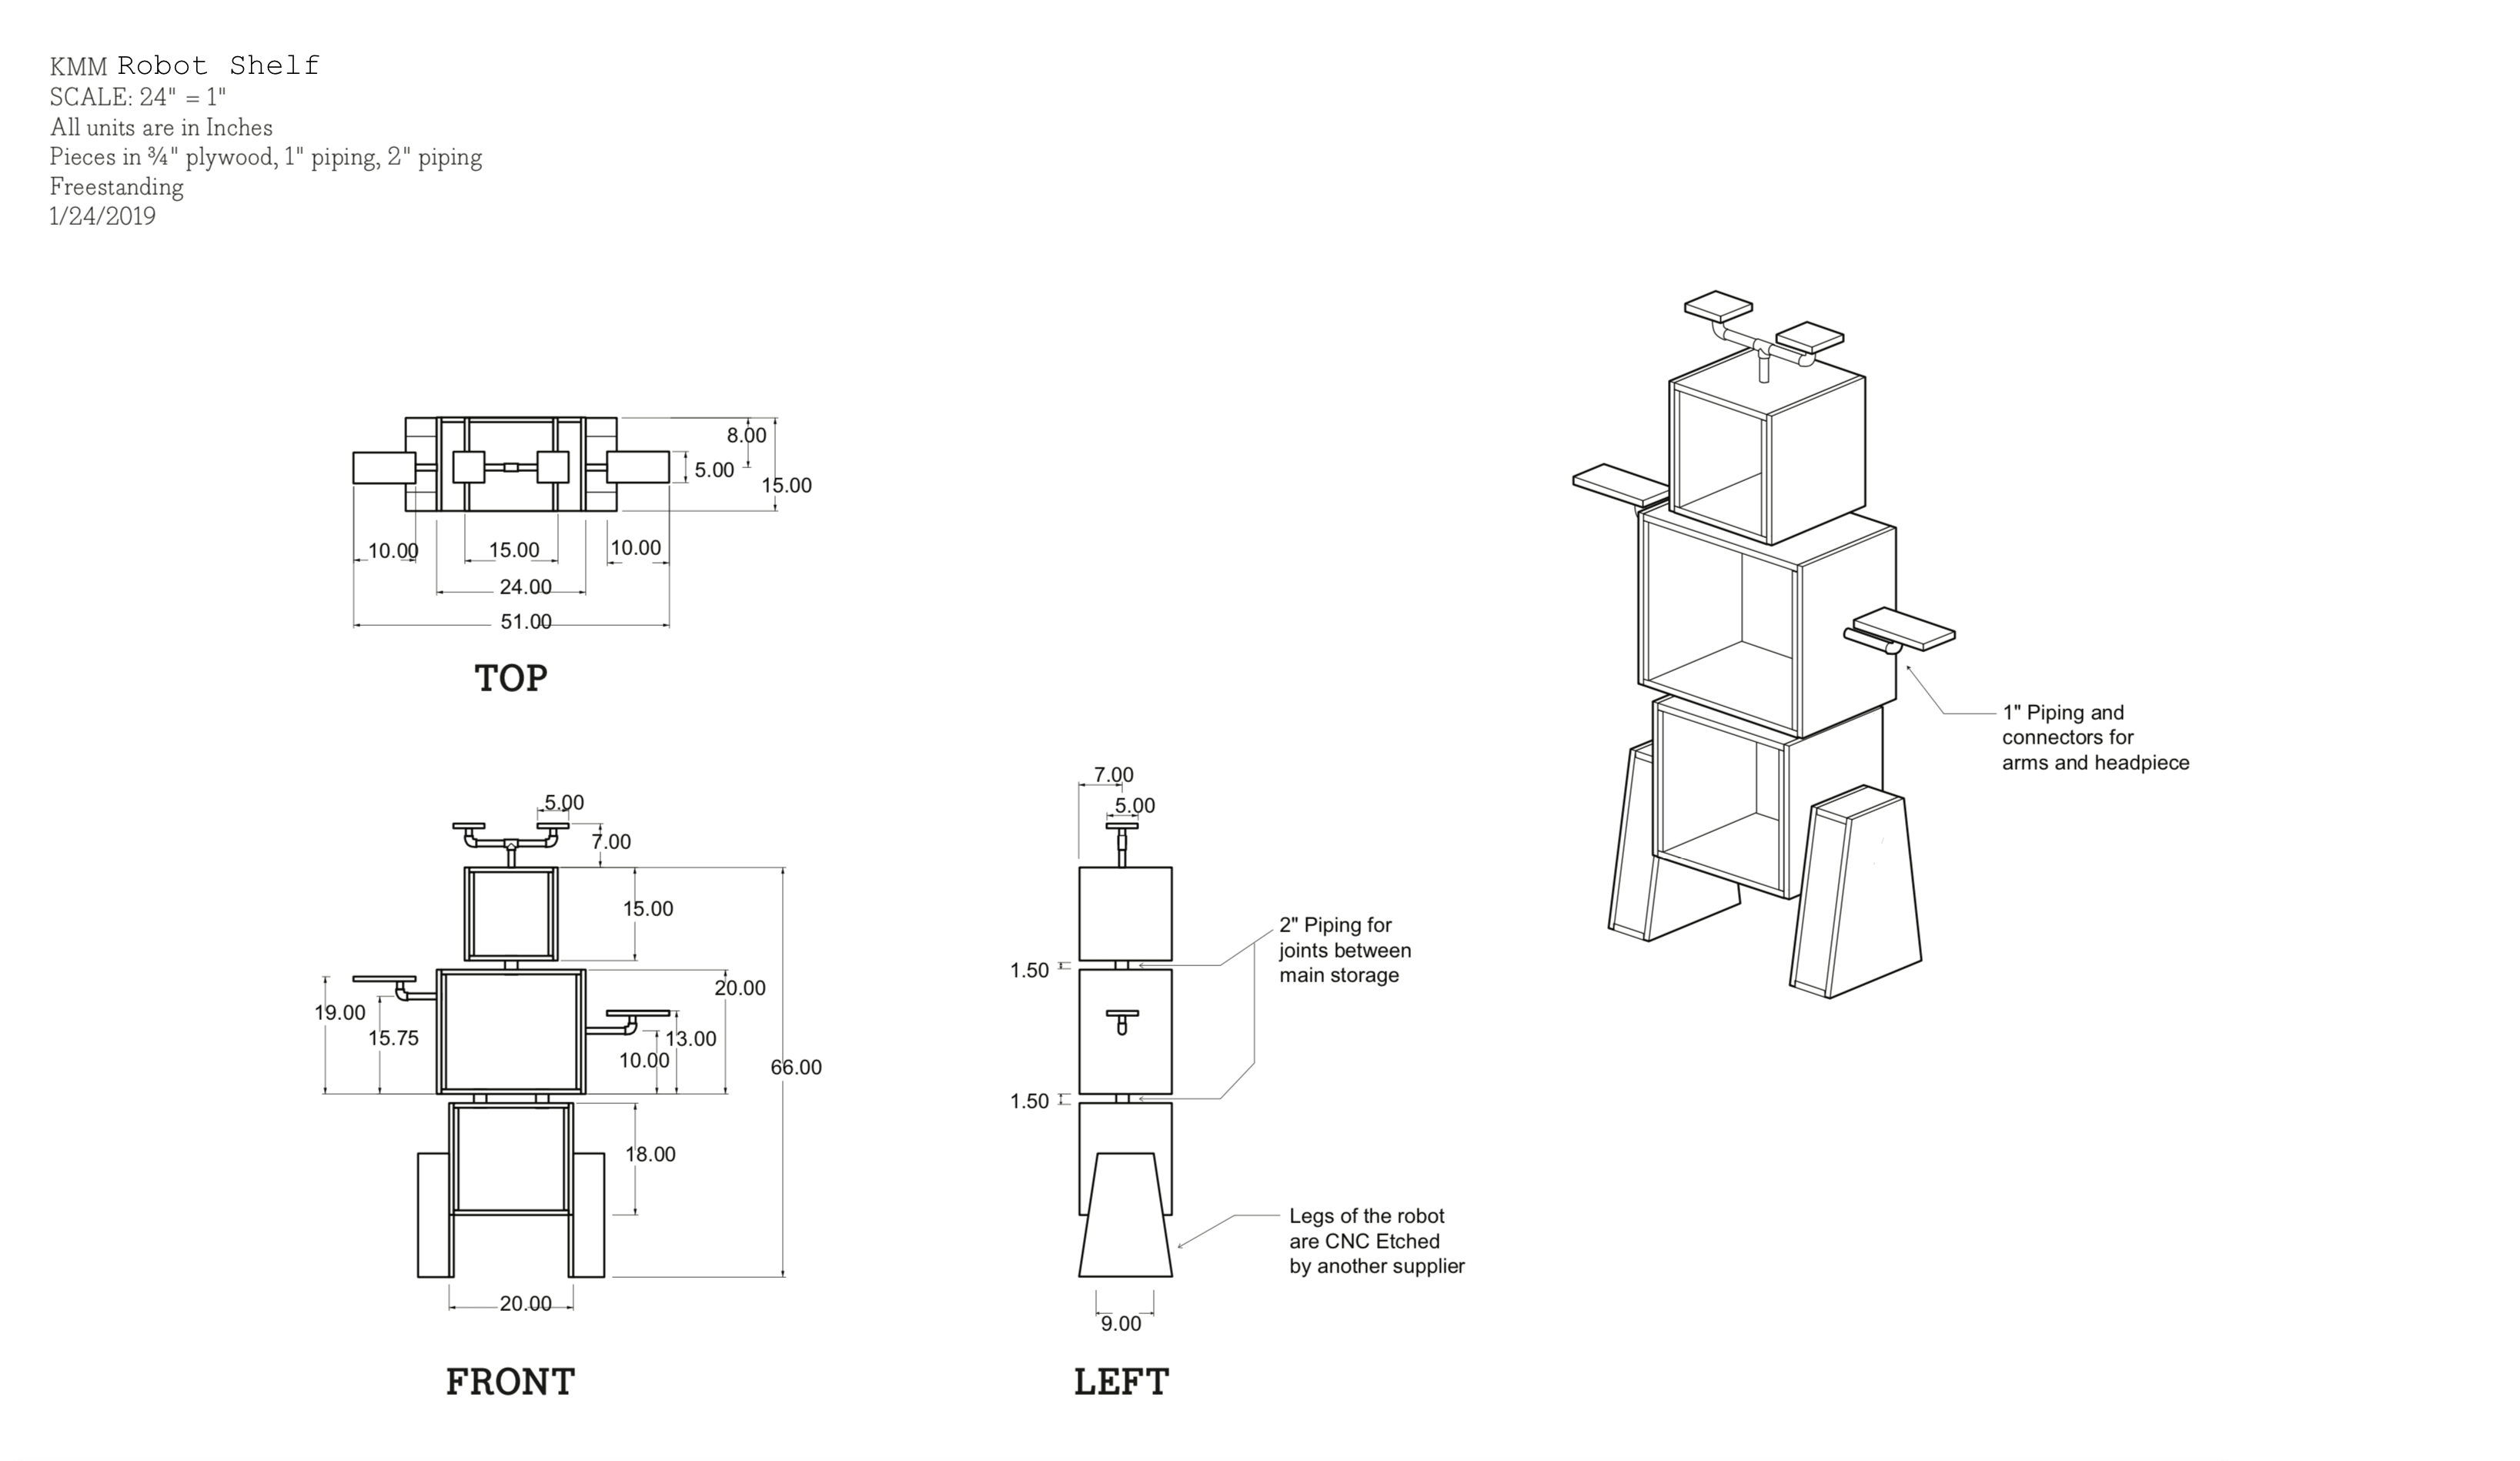 KMM Robot Shelf
SCALE: 24" = 1"
All units are in Inches
Pieces in ¾" plywood, 1" piping, 2" piping
Freestanding
1/24/2019
8.00
5.00
15.00
10.00
15.00
10.00
24.00
51.00
TOP
1" Piping and
connectors for
arms and headpiece
5.00
7.00
15.00
20.00
19.00
15.75
13.00
10.00
66.00
18.00
20.00
FRONT
7.00
5.00
2" Piping for
joints between
main storage
1.50
1.50
Legs of the robot
are CNC Etched
by another supplier
9.00
LEFT